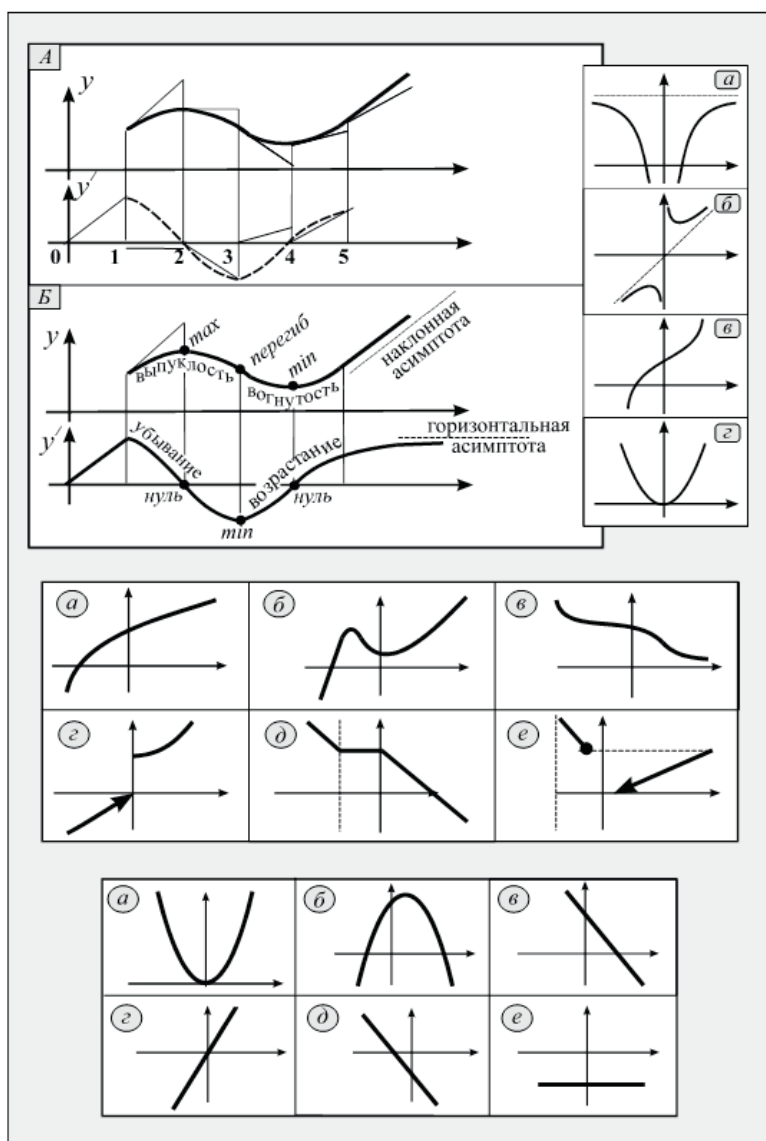 А
y
y′
0 1 2 3 4 5
Б
y
max
перегиб
min
выпуклость
вогнутость
наклонная
асимптота
y′
убывание
возрастание
горизонтальная
асимптота
нуль
нуль
min
а
б
в
г
а
б
в
г
д
е
а
б
в
г
д
е